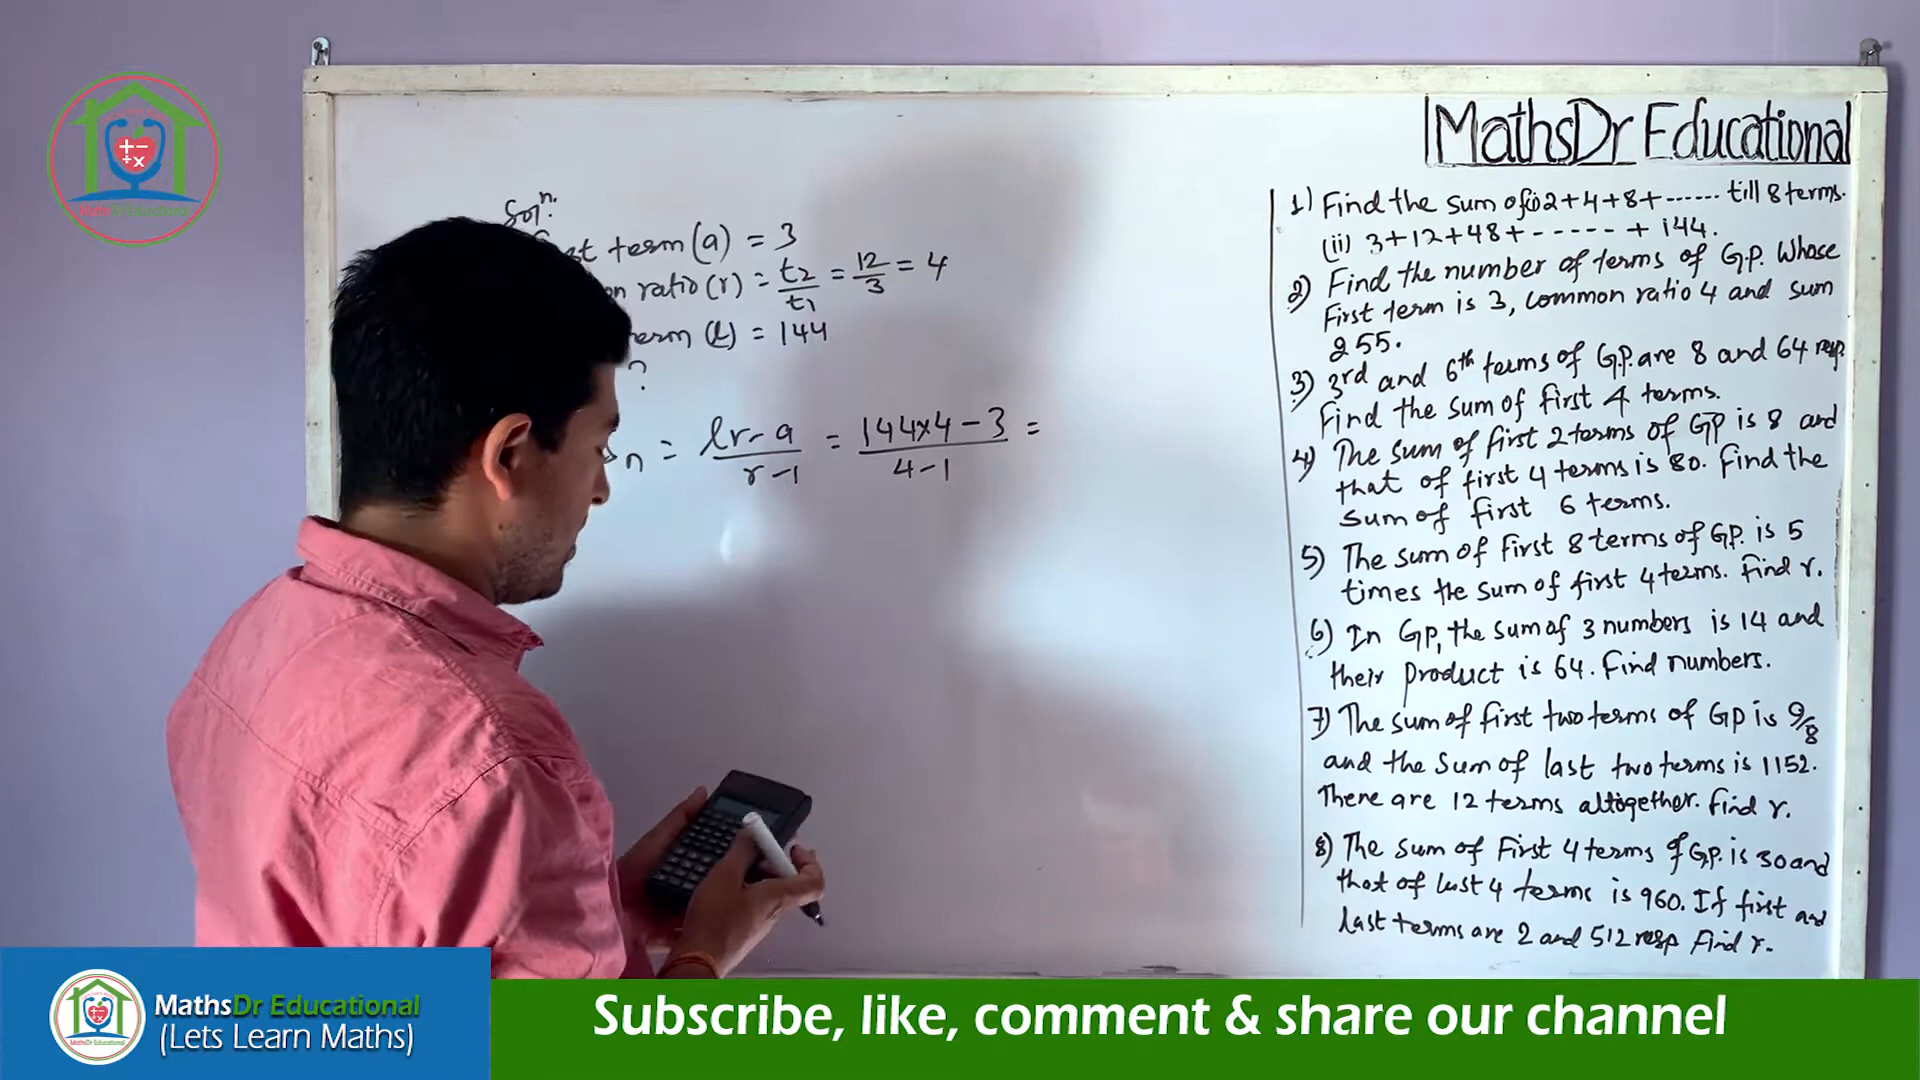 MathsDr Educational
Solⁿ.
term (a) = 3
ratio (r) = t₂/t₁ = 12/3 = 4
term (l) = 144
?
n = lr-a/r-1 = 144×4-3/4-1 =
1) Find the sum of (i) 2+4+8+------ till 8 terms.
(ii) 3+12+48+-----+144.
2) Find the number of terms of G.P. whose
first term is 3, common ratio 4 and sum
255.
3) 3rd and 6th terms of G.P. are 8 and 64 resp.
Find the sum of first 4 terms.
4) The sum of first 2 terms of GP is 8 and
that of first 4 terms is 80. Find the
sum of first 6 terms.
5) The sum of first 8 terms of GP. is 5
times the sum of first 4 terms. Find r.
6) In GP, the sum of 3 numbers is 14 and
their product is 64. Find numbers.
7) The sum of first two terms of GP is 9/8
and the sum of last two terms is 1152.
There are 12 terms altogether. Find r.
8) The sum of First 4 terms of G.P. is 30 and
that of last 4 terms is 960. If first and
last terms are 2 and 512 resp Find r.
MathsDr Educational
(Lets Learn Maths)
Subscribe, like, comment & share our channel